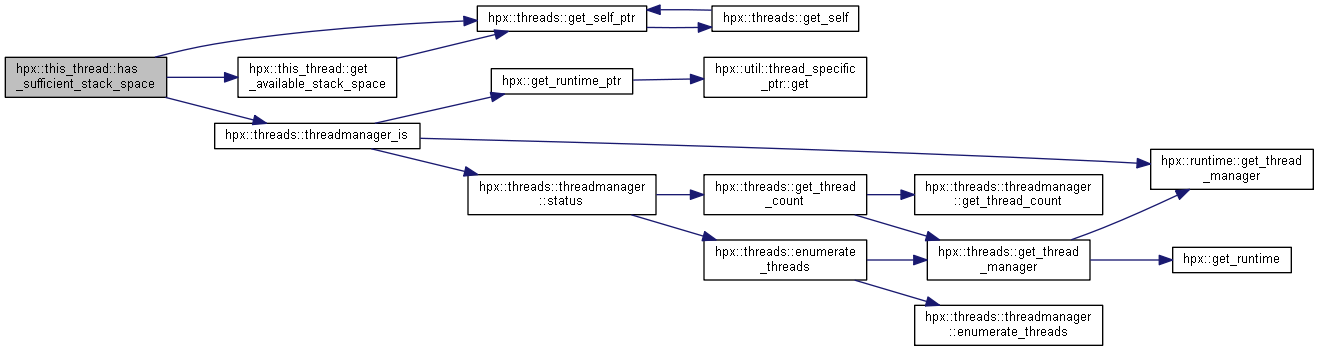 hpx::threads::get_self_ptr
hpx::threads::get_self
hpx::this_thread::has
_sufficient_stack_space
hpx::this_thread::get
_available_stack_space
hpx::get_runtime_ptr
hpx::util::thread_specific
_ptr::get
hpx::threads::threadmanager_is
hpx::runtime::get_thread
_manager
hpx::threads::threadmanager
::status
hpx::threads::get_thread
_count
hpx::threads::threadmanager
::get_thread_count
hpx::threads::enumerate
_threads
hpx::threads::get_thread
_manager
hpx::get_runtime
hpx::threads::threadmanager
::enumerate_threads